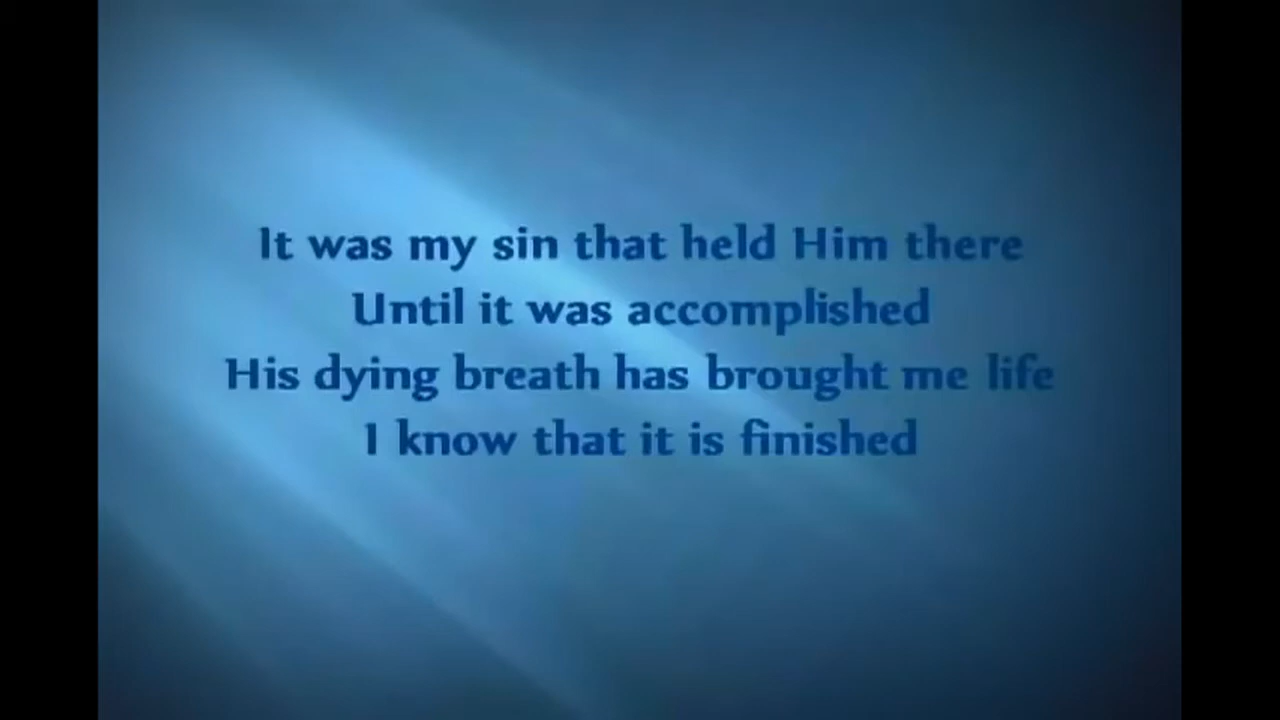 It was my sin that held Him there
Until it was accomplished
His dying breath has brought me life
I know that it is finished